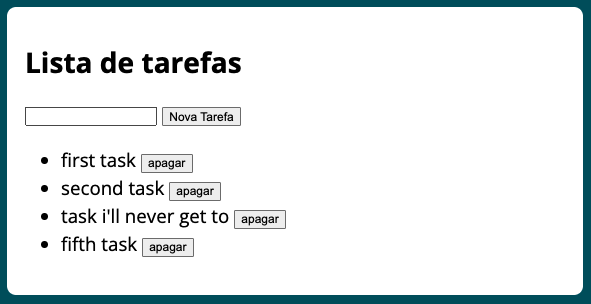 Lista de tarefas
Nova Tarefa
first task apagar
second task apagar
task i'll never get to apagar
fifth task apagar